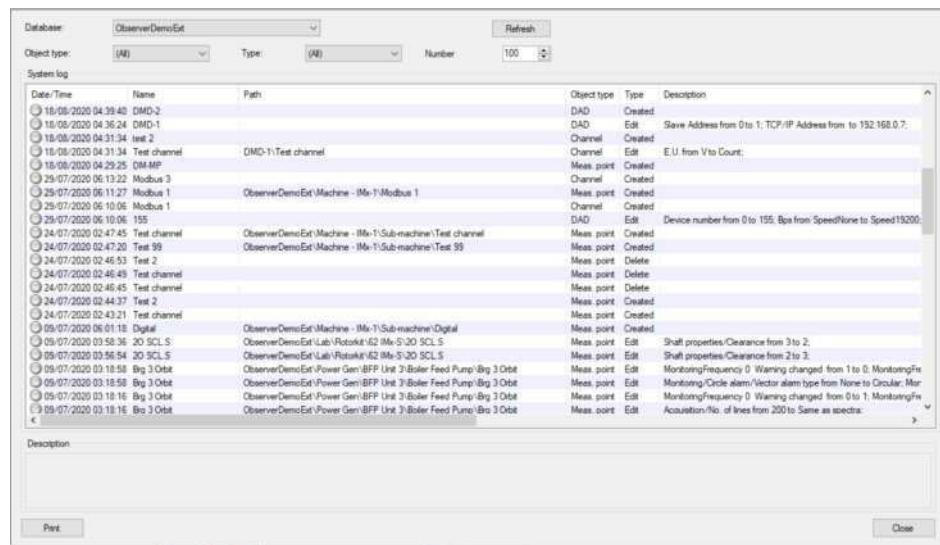 Database: ObserverDemoExt Refresh
Object type: (All) Type: (All) Number 100
System log
Date/Time Name Path Object type Type Description
18/08/2020 04:39:40 DMD-2 DAD Created
18/08/2020 04:36:24 DMD-1 DAD Edit Slave Address from 0 to 1; TCP/IP Address from to 192.168.0.7;
18/08/2020 04:31:34 test 2 Channel Created
18/08/2020 04:31:34 Test channel DMD-1\Test channel Channel Edit E.U. from V to Count;
18/08/2020 04:29:25 DM-MP Meas. point Created
29/07/2020 06:13:22 Modbus 3 Channel Created
29/07/2020 06:11:27 Modbus 1 ObserverDemoExt\Machine - IMx-1\Modbus 1 Meas. point Created
29/07/2020 06:10:06 Modbus 1 Channel Created
29/07/2020 06:10:06 155 DAD Edit Device number from 0 to 155; Bps from SpeedNone to Speed19200;
24/07/2020 02:47:45 Test channel ObserverDemoExt\Machine - IMx-1\Sub-machine\Test channel Meas. point Created
24/07/2020 02:47:20 Test 99 ObserverDemoExt\Machine - IMx-1\Sub-machine\Test 99 Meas. point Created
24/07/2020 02:46:53 Test 2 Meas. point Delete
24/07/2020 02:46:49 Test channel Meas. point Delete
24/07/2020 02:46:45 Test channel Meas. point Delete
24/07/2020 02:44:37 Test 2 Meas. point Created
24/07/2020 02:43:21 Test channel Meas. point Created
09/07/2020 06:01:18 Digital ObserverDemoExt\Machine - IMx-1\Sub-machine\Digital Meas. point Created
09/07/2020 03:58:36 2O SCL S ObserverDemoExt\Lab\Rotorkit\62 IMx-S\2O SCL S Meas. point Edit Shaft properties/Clearance from 3 to 2;
09/07/2020 03:56:54 2O SCL S ObserverDemoExt\Lab\Rotorkit\62 IMx-S\2O SCL S Meas. point Edit Shaft properties/Clearance from 2 to 3;
09/07/2020 03:18:58 Brg 3 Orbit ObserverDemoExt\Power Gen\BFP Unit 3\Boiler Feed Pump\Brg 3 Orbit Meas. point Edit MonitoringFrequency 0 Warning changed from 1 to 0; MonitoringFre
09/07/2020 03:18:58 Brg 3 Orbit ObserverDemoExt\Power Gen\BFP Unit 3\Boiler Feed Pump\Brg 3 Orbit Meas. point Edit Monitoring/Circle alarm/Vector alarm type from None to Circular; Mon
09/07/2020 03:18:16 Brg 3 Orbit ObserverDemoExt\Power Gen\BFP Unit 3\Boiler Feed Pump\Brg 3 Orbit Meas. point Edit MonitoringFrequency 0 Warning changed from 0 to 1; MonitoringFre
09/07/2020 03:18:16 Brg 3 Orbit ObserverDemoExt\Power Gen\BFP Unit 3\Boiler Feed Pump\Brg 3 Orbit Meas. point Edit Acquisition/No. of lines from 200 to Same as spectra;
Description
Print Close